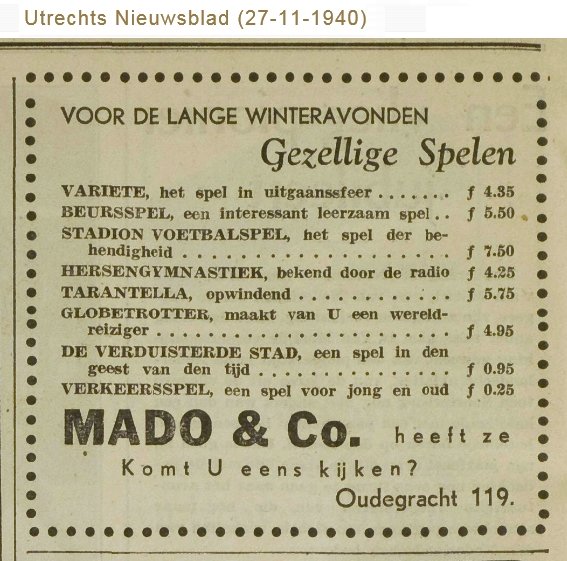 Utrechts Nieuwsblad (27-11-1940)
VOOR DE LANGE WINTERAVONDEN
Gezellige Spelen
VARIETE, het spel in uitgaanssfeer . . . . . . . f 4.35
BEURSSPEL, een interessant leerzaam spel . . f 5.50
STADION VOETBALSPEL, het spel der be-
hendigheid . . . . . . . . . . . . . . . . . . . f 7.50
HERSENGYMNASTIEK, bekend door de radio f 4.25
TARANTELLA, opwindend . . . . . . . . . . . f 5.75
GLOBETROTTER, maakt van U een wereld-
reiziger . . . . . . . . . . . . . . . . . . . . . f 4.95
DE VERDUISTERDE STAD, een spel in den
geest van den tijd . . . . . . . . . . . . . . f 0.95
VERKEERSSPEL, een spel voor jong en oud f 0.25
MADO & Co. heeft ze
Komt U eens kijken?
Oudegracht 119.